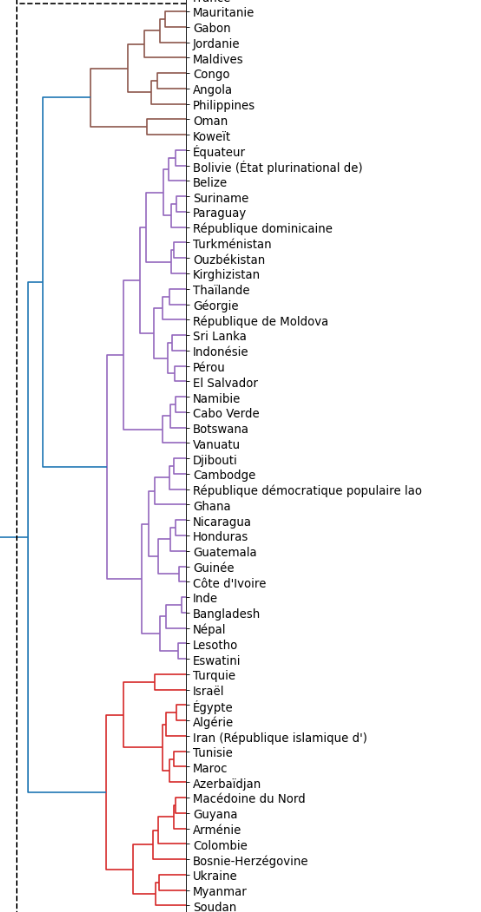 Mauritanie
Gabon
Jordanie
Maldives
Congo
Angola
Philippines
Oman
Koweït
Équateur
Bolivie (État plurinational de)
Belize
Suriname
Paraguay
République dominicaine
Turkménistan
Ouzbékistan
Kirghizistan
Thaïlande
Géorgie
République de Moldova
Sri Lanka
Indonésie
Pérou
El Salvador
Namibie
Cabo Verde
Botswana
Vanuatu
Djibouti
Cambodge
République démocratique populaire lao
Ghana
Nicaragua
Honduras
Guatemala
Guinée
Côte d'Ivoire
Inde
Bangladesh
Népal
Lesotho
Eswatini
Turquie
Israël
Égypte
Algérie
Iran (République islamique d')
Tunisie
Maroc
Azerbaïdjan
Macédoine du Nord
Guyana
Arménie
Colombie
Bosnie-Herzégovine
Ukraine
Myanmar
Soudan